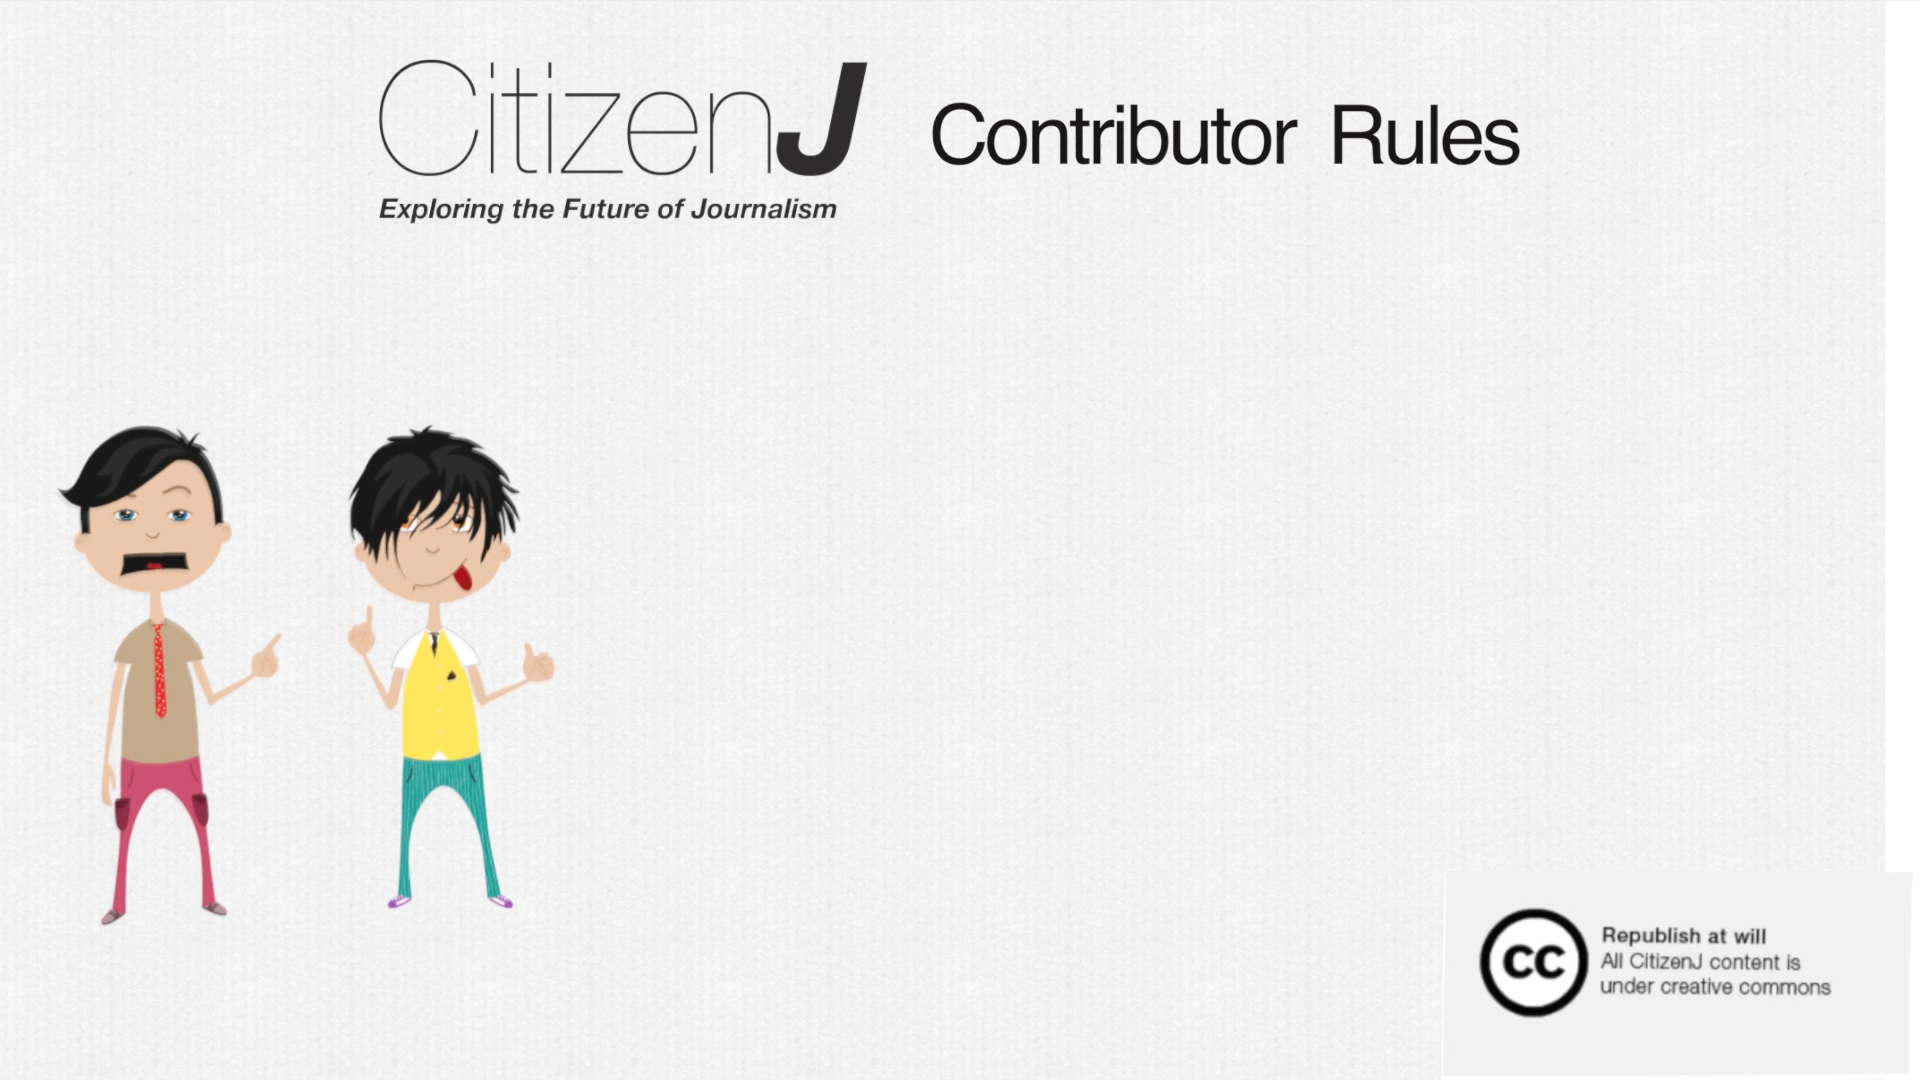 CitizenJ Contributor Rules
Exploring the Future of Journalism
CC Republish at will
All CitizenJ content is
under creative commons